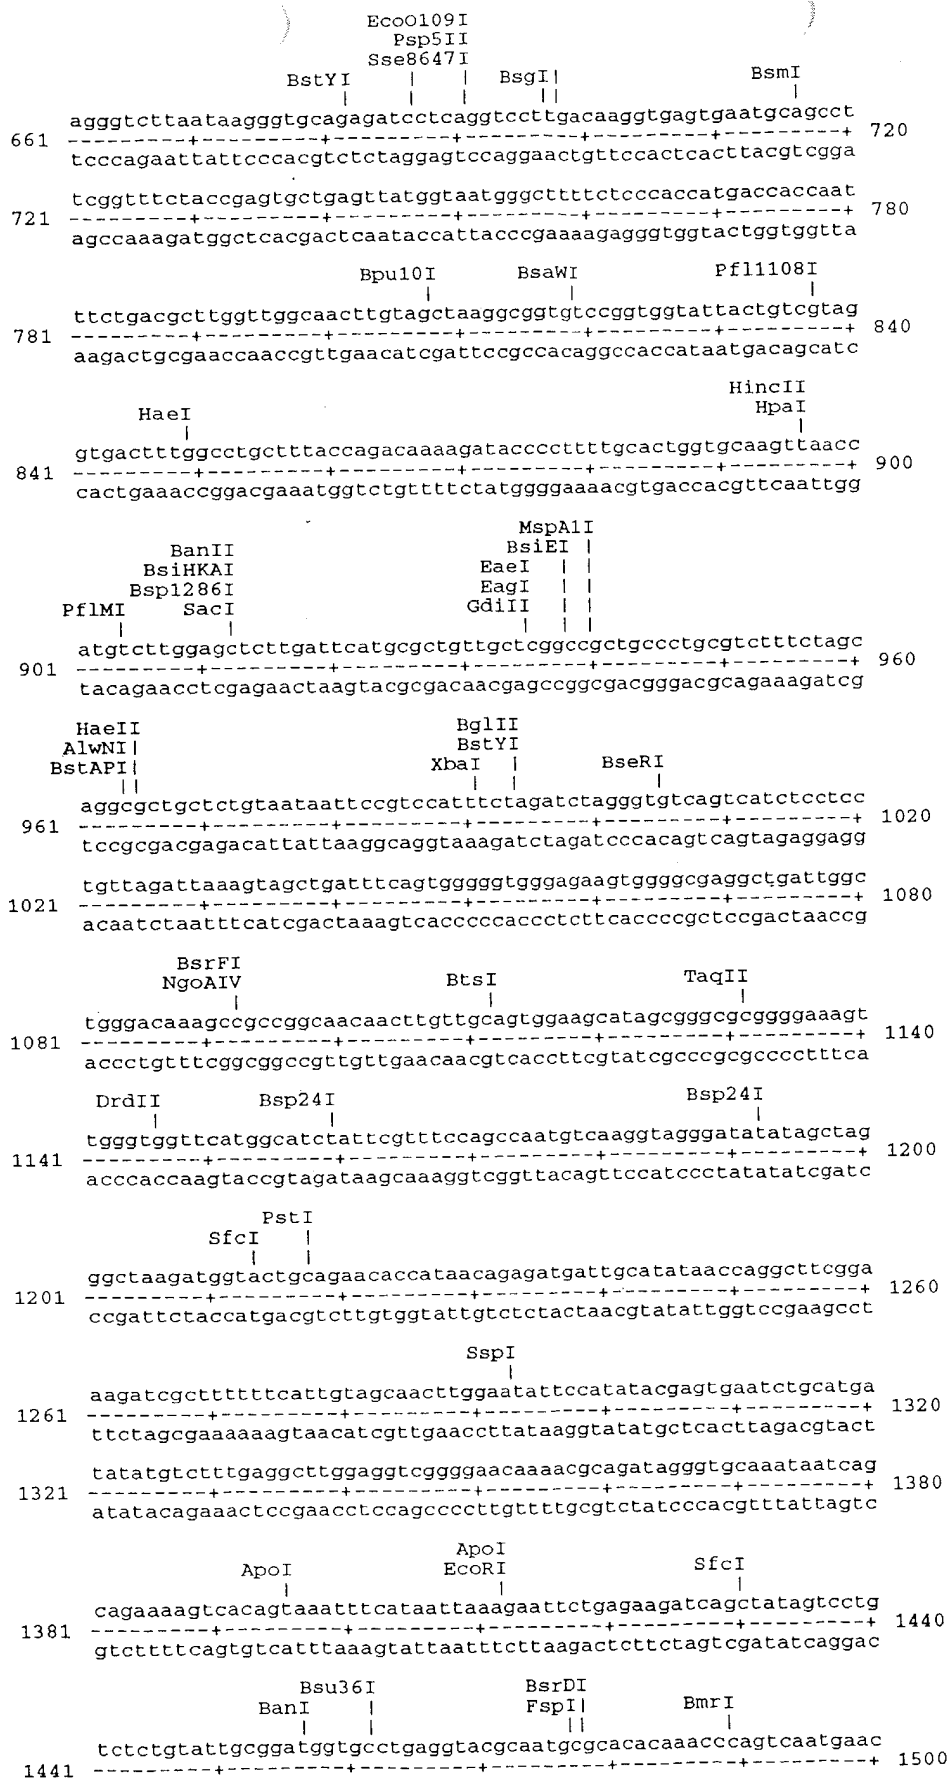 EcoO109I
Psp5II
Sse8647I
BstYI | | BsgI| BsmI
| | | || |
agggtcttaataagggtgcagagatcctcaggtccttgacaaggtgagtgaatgcagcct
661 ---------+---------+---------+---------+---------+---------+ 720
tcccagaattattcccacgtctctaggagtccaggaactgttccactcacttacgtcgga
tcggtttctaccgagtgctgagttatggtaatgggcttttctcccaccatgaccaccaat
721 ---------+---------+---------+---------+---------+---------+ 780
agccaaagatggctcacgactcaataccattacccgaaaagagggtggtactggtggtta
Bpu10I BsaWI Pfl1108I
| | |
ttctgacgcttggttggcaacttgtagctaaggcggtgtccggtggtattactgtcgtag
781 ---------+---------+---------+---------+---------+---------+ 840
aagactgcgaaccaaccgttgaacatcgattccgccacaggccaccataatgacagcatc
HincII
HaeI HpaI
| |
gtgactttggcctgctttaccagacaaaagataccccttttgcactggtgcaagttaacc
841 ---------+---------+---------+---------+---------+---------+ 900
cactgaaaccggacgaaatggtctgttttctatggggaaaacgtgaccacgttcaattgg
MspA1I
BanII BsiEI |
BsiHKAI EaeI | |
Bsp1286I EagI | |
PflMI SacI GdiII | |
| | | | |
atgtcttggagctcttgattcatgcgctgttgctcggccgctgccctgcgtctttctagc
901 ---------+---------+---------+---------+---------+---------+ 960
tacagaacctcgagaactaagtacgcgacaacgagccggcgacgggacgcagaaagatcg
HaeII BglII
AlwNI| BstYI
BstAPI| XbaI | BseRI
|| | | |
aggcgctgctctgtaataattccgtccatttctagatctagggtgtcagtcatctcctcc
961 ---------+---------+---------+---------+---------+---------+ 1020
tccgcgacgagacattattaaggcaggtaaagatctagatcccacagtcagtagaggagg
tgttagattaaagtagctgatttcagtgggggtgggagaagtggggcgaggctgattggc
1021 ---------+---------+---------+---------+---------+---------+ 1080
acaatctaatttcatcgactaaagtcacccccaccctcttcaccccgctccgactaaccg
BsrFI
NgoAIV BtsI TaqII
| | |
tgggacaaagccgccggcaacaacttgttgcagtggaagcatagcgggcgcggggaaagt
1081 ---------+---------+---------+---------+---------+---------+ 1140
accctgtttcggcggccgttgttgaacaacgtcaccttcgtatcgcccgcgcccctttca
DrdII Bsp24I Bsp24I
| | |
tgggtggttcatggcatctattcgtttccagccaatgtcaaggtagggatatatagctag
1141 ---------+---------+---------+---------+---------+---------+ 1200
acccaccaagtaccgtagataagcaaaggtcggttacagttccatccctatatatcgatc
PstI
SfcI |
| |
ggctaagatggtactgcagaacaccataacagagatgattgcatataaccaggcttcgga
1201 ---------+---------+---------+---------+---------+---------+ 1260
ccgattctaccatgacgtcttgtggtattgtctctactaacgtatattggtccgaagcct
SspI
|
aagatcgcttttttcattgtagcaacttggaatattccatatacgagtgaatctgcatga
1261 ---------+---------+---------+---------+---------+---------+ 1320
ttctagcgaaaaaagtaacatcgttgaaccttataaggtatatgctcacttagacgtact
tatatgtctttgaggcttggaggtcggggaacaaaacgcagatagggtgcaaataatcag
1321 ---------+---------+---------+---------+---------+---------+ 1380
atatacagaaactccgaacctccagccccttgttttgcgtctatcccacgtttattagtc
ApoI
ApoI EcoRI SfcI
| | |
cagaaaagtcacagtaaatttcataattaaagaattctgagaagatcagctatagtcctg
1381 ---------+---------+---------+---------+---------+---------+ 1440
gtcttttcagtgtcatttaaagtattaatttcttaagactcttctagtcgatatcaggac
Bsu36I BsrDI
BanI | FspI| BmrI
| | || |
tctctgtattgcggatggtgcctgaggtacgcaatgcgcacacaaacccagtcaatgaac
1441 ---------+---------+---------+---------+---------+---------+ 1500